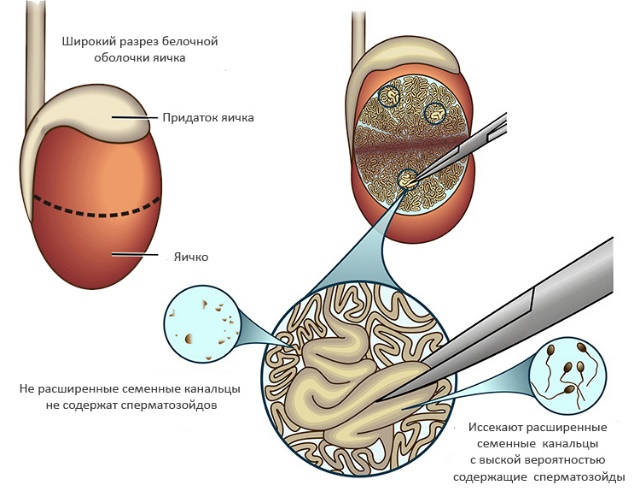 Широкий разрез белочной
оболочки яичка
Придаток яичка
Яичко
Не расширенные семенные канальцы
не содержат сперматозойдов
Иссекают расширенные
семенные канальцы
с выской вероятностью
содержащие сперматозойды